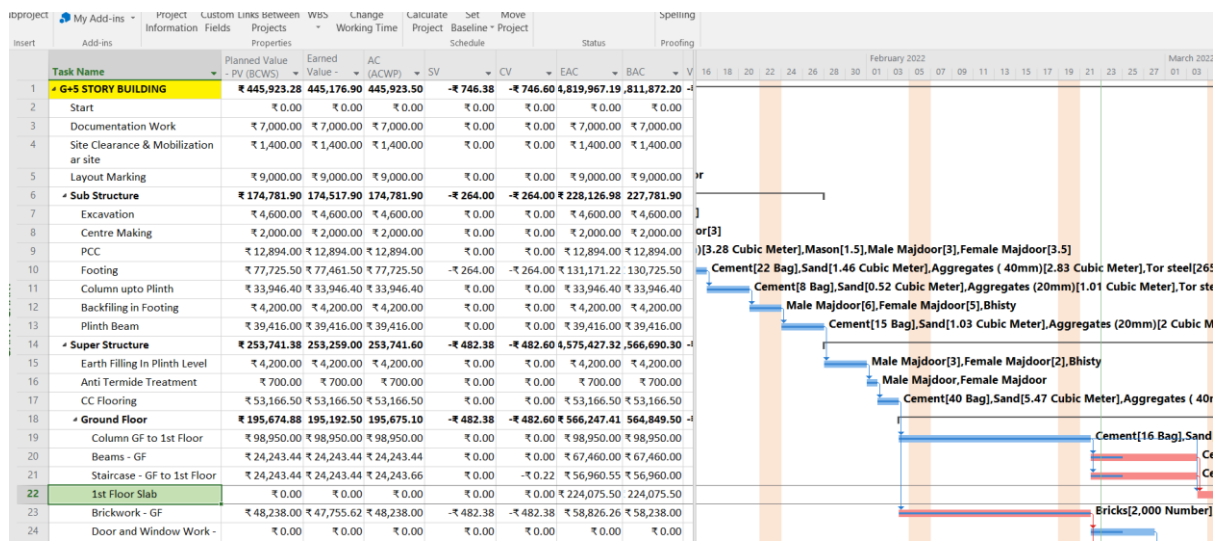 bproject My Add-ins Project Information Custom Fields Links Between Projects WBS Change Working Time Calculate Project Set Baseline Move Project Spelling
Insert Add-ins Properties Schedule Status Proofing
Task Name Planned Value - PV (BCWS) Earned Value - AC (ACWP) SV CV EAC BAC V
February 2022 March 2022
16 18 20 22 24 26 28 30 01 03 05 07 09 11 13 15 17 19 21 23 25 27 01 03
1 G+5 STORY BUILDING ₹ 445,923.28 445,176.90 445,923.50 -₹ 746.38 -₹ 746.60 4,819,967.19 ,811,872.20
2 Start ₹ 0.00 ₹ 0.00 ₹ 0.00 ₹ 0.00 ₹ 0.00 ₹ 0.00 ₹ 0.00
3 Documentation Work ₹ 7,000.00 ₹ 7,000.00 ₹ 7,000.00 ₹ 0.00 ₹ 0.00 ₹ 7,000.00 ₹ 7,000.00
4 Site Clearance & Mobilization ar site ₹ 1,400.00 ₹ 1,400.00 ₹ 1,400.00 ₹ 0.00 ₹ 0.00 ₹ 1,400.00 ₹ 1,400.00
5 Layout Marking ₹ 9,000.00 ₹ 9,000.00 ₹ 9,000.00 ₹ 0.00 ₹ 0.00 ₹ 9,000.00 ₹ 9,000.00 or
6 Sub Structure ₹ 174,781.90 174,517.90 174,781.90 -₹ 264.00 -₹ 264.00 ₹ 228,126.98 227,781.90
7 Excavation ₹ 4,600.00 ₹ 4,600.00 ₹ 4,600.00 ₹ 0.00 ₹ 0.00 ₹ 4,600.00 ₹ 4,600.00 ]
8 Centre Making ₹ 2,000.00 ₹ 2,000.00 ₹ 2,000.00 ₹ 0.00 ₹ 0.00 ₹ 2,000.00 ₹ 2,000.00 or[3]
9 PCC ₹ 12,894.00 ₹ 12,894.00 ₹ 12,894.00 ₹ 0.00 ₹ 0.00 ₹ 12,894.00 ₹ 12,894.00 )[3.28 Cubic Meter],Mason[1.5],Male Majdoor[3],Female Majdoor[3.5]
10 Footing ₹ 77,725.50 ₹ 77,461.50 ₹ 77,725.50 -₹ 264.00 -₹ 264.00 ₹ 131,171.22 130,725.50 Cement[22 Bag],Sand[1.46 Cubic Meter],Aggregates ( 40mm)[2.83 Cubic Meter],Tor steel[265
11 Column upto Plinth ₹ 33,946.40 ₹ 33,946.40 ₹ 33,946.40 ₹ 0.00 ₹ 0.00 ₹ 33,946.40 ₹ 33,946.40 Cement[8 Bag],Sand[0.52 Cubic Meter],Aggregates (20mm)[1.01 Cubic Meter],Tor ste
12 Backfiling in Footing ₹ 4,200.00 ₹ 4,200.00 ₹ 4,200.00 ₹ 0.00 ₹ 0.00 ₹ 4,200.00 ₹ 4,200.00 Male Majdoor[6],Female Majdoor[5],Bhisty
13 Plinth Beam ₹ 39,416.00 ₹ 39,416.00 ₹ 39,416.00 ₹ 0.00 ₹ 0.00 ₹ 39,416.00 ₹ 39,416.00 Cement[15 Bag],Sand[1.03 Cubic Meter],Aggregates (20mm)[2 Cubic M
14 Super Structure ₹ 253,741.38 253,259.00 253,741.60 -₹ 482.38 -₹ 482.60 4,575,427.32 ,566,690.30
15 Earth Filling In Plinth Level ₹ 4,200.00 ₹ 4,200.00 ₹ 4,200.00 ₹ 0.00 ₹ 0.00 ₹ 4,200.00 ₹ 4,200.00 Male Majdoor[3],Female Majdoor[2],Bhisty
16 Anti Termide Treatment ₹ 700.00 ₹ 700.00 ₹ 700.00 ₹ 0.00 ₹ 0.00 ₹ 700.00 ₹ 700.00 Male Majdoor,Female Majdoor
17 CC Flooring ₹ 53,166.50 ₹ 53,166.50 ₹ 53,166.50 ₹ 0.00 ₹ 0.00 ₹ 53,166.50 ₹ 53,166.50 Cement[40 Bag],Sand[5.47 Cubic Meter],Aggregates ( 40m
18 Ground Floor ₹ 195,674.88 195,192.50 195,675.10 -₹ 482.38 -₹ 482.60 ₹ 566,247.41 564,849.50
19 Column GF to 1st Floor ₹ 98,950.00 ₹ 98,950.00 ₹ 98,950.00 ₹ 0.00 ₹ 0.00 ₹ 98,950.00 ₹ 98,950.00 Cement[16 Bag],Sand
20 Beams - GF ₹ 24,243.44 ₹ 24,243.44 ₹ 24,243.44 ₹ 0.00 ₹ 0.00 ₹ 67,460.00 ₹ 67,460.00 Ce
21 Staircase - GF to 1st Floor ₹ 24,243.44 ₹ 24,243.44 ₹ 24,243.66 ₹ 0.00 -₹ 0.22 ₹ 56,960.55 ₹ 56,960.00 Ce
22 1st Floor Slab ₹ 0.00 ₹ 0.00 ₹ 0.00 ₹ 0.00 ₹ 0.00 ₹ 224,075.50 224,075.50
23 Brickwork - GF ₹ 48,238.00 ₹ 47,755.62 ₹ 48,238.00 -₹ 482.38 -₹ 482.38 ₹ 58,826.26 ₹ 58,238.00 Bricks[2,000 Number]
24 Door and Window Work - ₹ 0.00 ₹ 0.00 ₹ 0.00 ₹ 0.00 ₹ 0.00 ₹ 0.00 ₹ 0.00